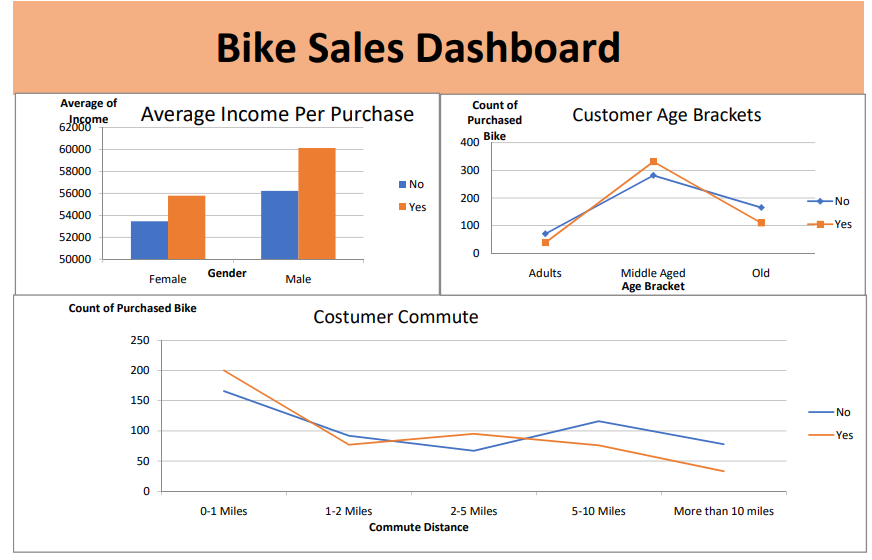 Bike Sales Dashboard
Average of
Income
Average Income Per Purchase
62000
60000
58000
56000
54000
52000
50000
Female
Male
Gender
No
Yes
Count of
Purchased
Bike
Customer Age Brackets
400
300
200
100
0
Adults
Middle Aged
Old
Age Bracket
No
Yes
Count of Purchased Bike
Costumer Commute
250
200
150
100
50
0
0-1 Miles
1-2 Miles
2-5 Miles
5-10 Miles
More than 10 miles
Commute Distance
No
Yes